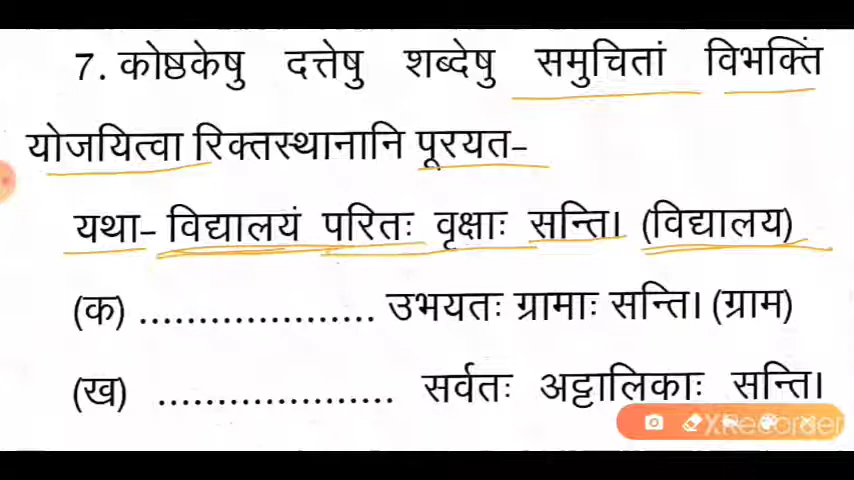 7. कोष्ठकेषु दत्तेषु शब्देषु समुचितां विभक्तिं
योजयित्वा रिक्तस्थानानि पूरयत-
यथा- विद्यालयं परितः वृक्षाः सन्ति। (विद्यालय)
(क) .................... उभयतः ग्रामाः सन्ति। (ग्राम)
(ख) .................... सर्वतः अट्टालिकाः सन्ति।
XRecorder